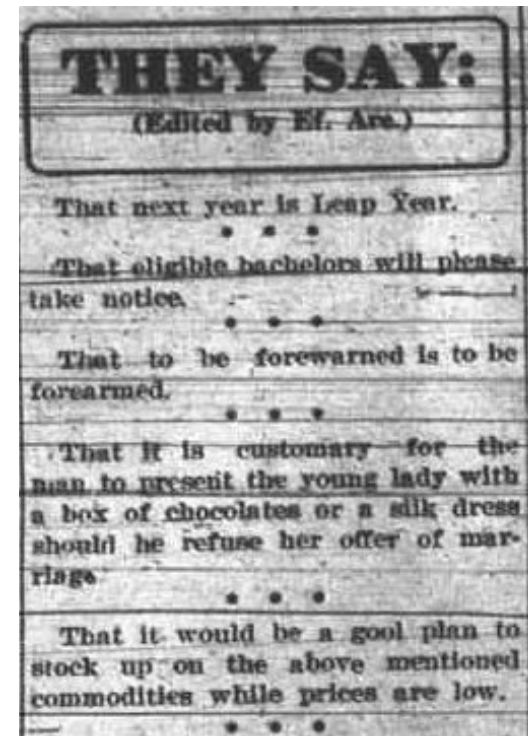 THEY SAY:
(Edited by Ef. Are.)
That next year is Leap Year.
* * *
That eligible bachelors will please
take notice.
* * *
That to be forewarned is to be
forearmed.
* * *
That it is customary for the
man to present the young lady with
a box of chocolates or a silk dress
should he refuse her offer of mar-
riage
* * *
That it would be a gool plan to
stock up on the above mentioned
commodities while prices are low.
* * *